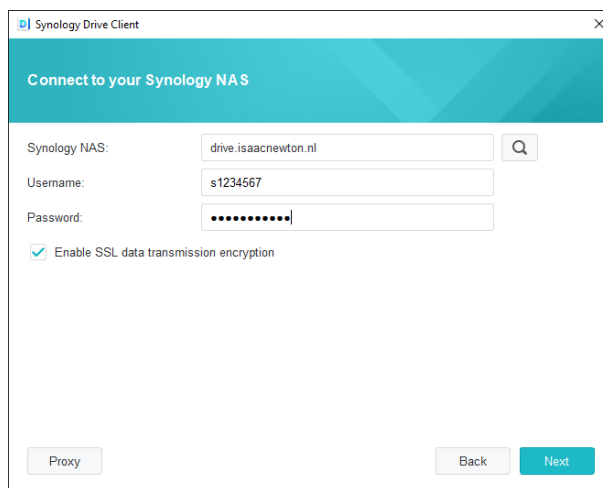 Synology Drive Client
Connect to your Synology NAS
Synology NAS: drive.isaacnewton.nl
Username: s1234567
Password: ●●●●●●●●●●●
Enable SSL data transmission encryption
Proxy Back Next